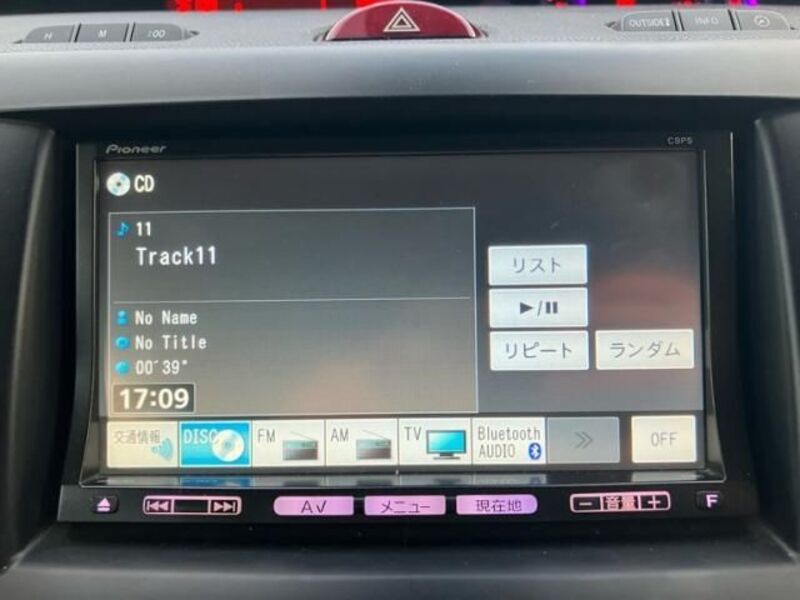 H M 100 OUTSIDE INFO
Pioneer C9P5
CD
11
Track11
リスト
►/II
No Name
No Title
リピート ランダム
00'39"
17:09
交通情報 DISC FM AM TV Bluetooth AUDIO ≫ OFF
AV メニュー 現在地 － 音量 ＋ F